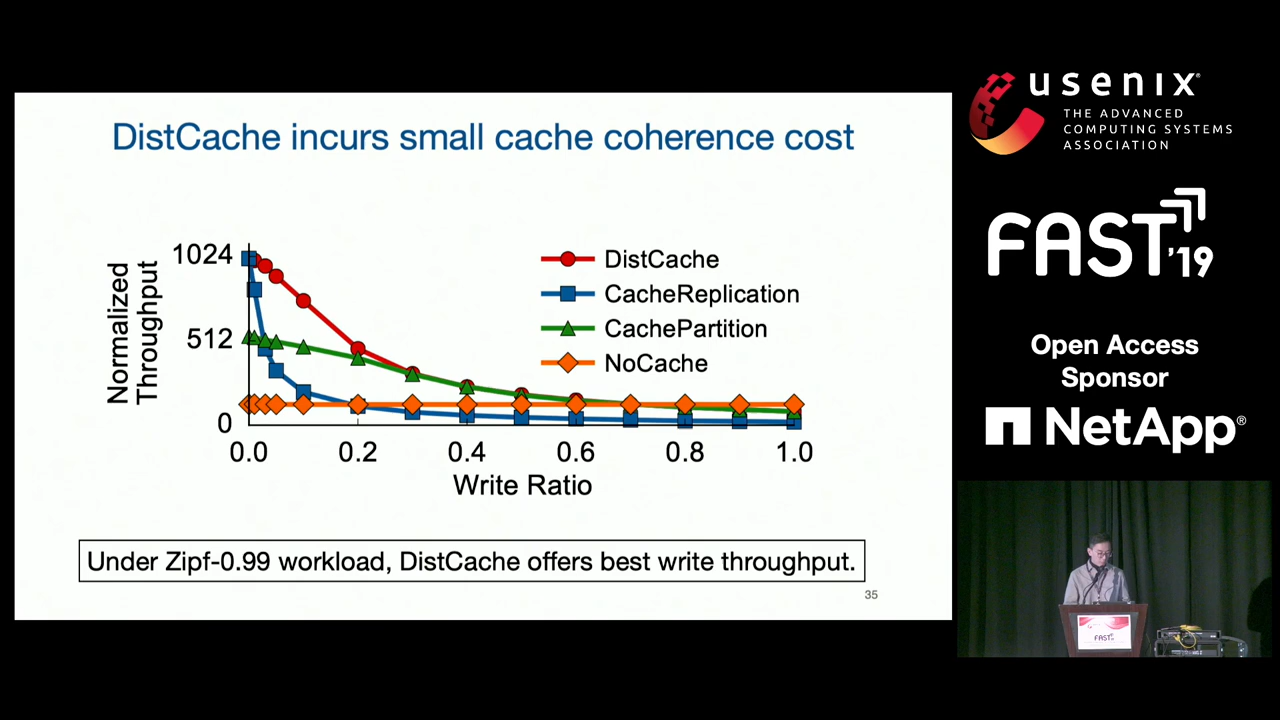 DistCache incurs small cache coherence cost
Normalized
Throughput
1024
512
0
0.0 0.2 0.4 0.6 0.8 1.0
Write Ratio
DistCache
CacheReplication
CachePartition
NoCache
Under Zipf-0.99 workload, DistCache offers best write throughput.
35
usenix®
THE ADVANCED
COMPUTING SYSTEMS
ASSOCIATION
FAST '19
Open Access
Sponsor
NetApp®
FAST